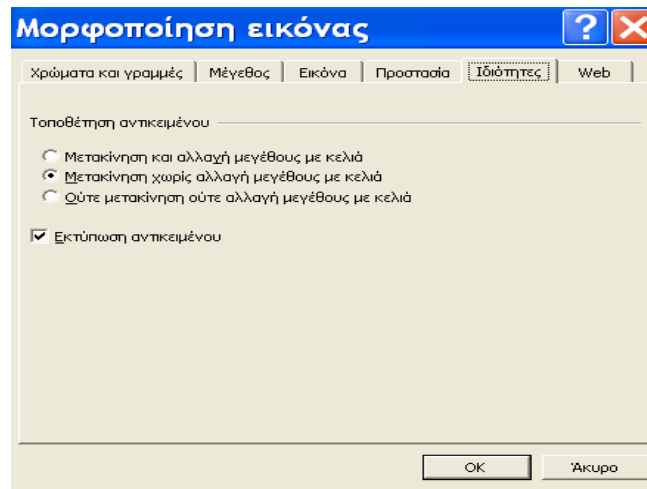 Μορφοποίηση εικόνας
Χρώματα και γραμμές Μέγεθος Εικόνα Προστασία Ιδιότητες Web
Τοποθέτηση αντικειμένου
Μετακίνηση και αλλαχή μεγέθους με κελιά
Μετακίνηση χωρίς αλλαγή μεγέθους με κελιά
Ούτε μετακίνηση ούτε αλλαγή μεγέθους με κελιά
Εκτύπωση αντικειμένου
OK Άκυρο